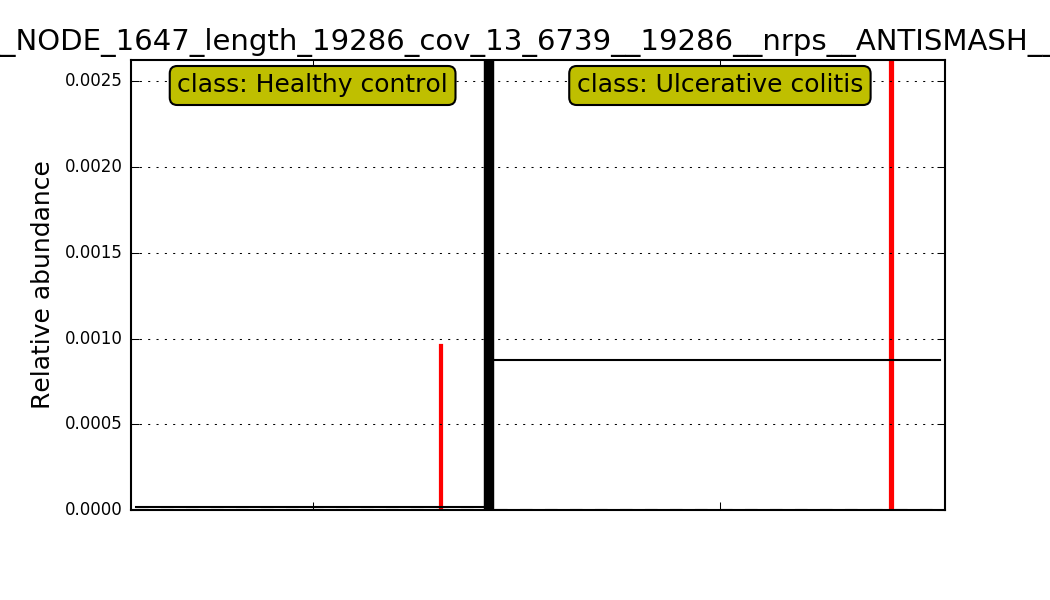 _NODE_1647_length_19286_cov_13_6739__19286__nrps__ANTISMASH__
class: Healthy control
class: Ulcerative colitis
Relative abundance
0.0025
0.0020
0.0015
0.0010
0.0005
0.0000